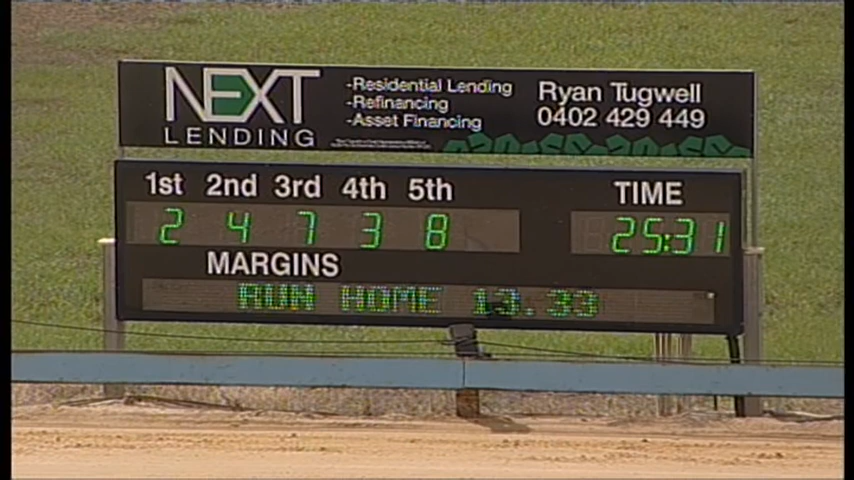 NEXT
LENDING
-Residential Lending
-Refinancing
-Asset Financing
Ryan Tugwell
0402 429 449
1st 2nd 3rd 4th 5th TIME
2 4 7 3 8 25:31
MARGINS
RUN HOME 13.33